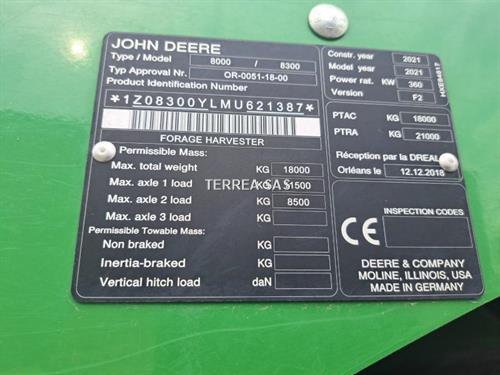 JOHN DEERE
Type / Model 8000 / 8300
Typ Approval Nr. OR-0051-18-00
Product Identification Number
*1Z08300YLMU621387*
FORAGE HARVESTER
Permissible Mass:
Max. total weight KG 18000
Max. axle 1 load KG 11500
Max. axle 2 load KG 8500
Max. axle 3 load KG
Permissible Towable Mass:
Non braked KG
Inertia-braked KG
Vertical hitch load daN
TERREA SAS
Constr. year 2021
Model year 2021
Power rat. KW 360
Version F2
PTAC KG 18000
PTRA KG 21000
Réception par la DREAL
Orléans le 12.12.2018
INSPECTION CODES
CE
DEERE & COMPANY
MOLINE, ILLINOIS, USA
MADE IN GERMANY